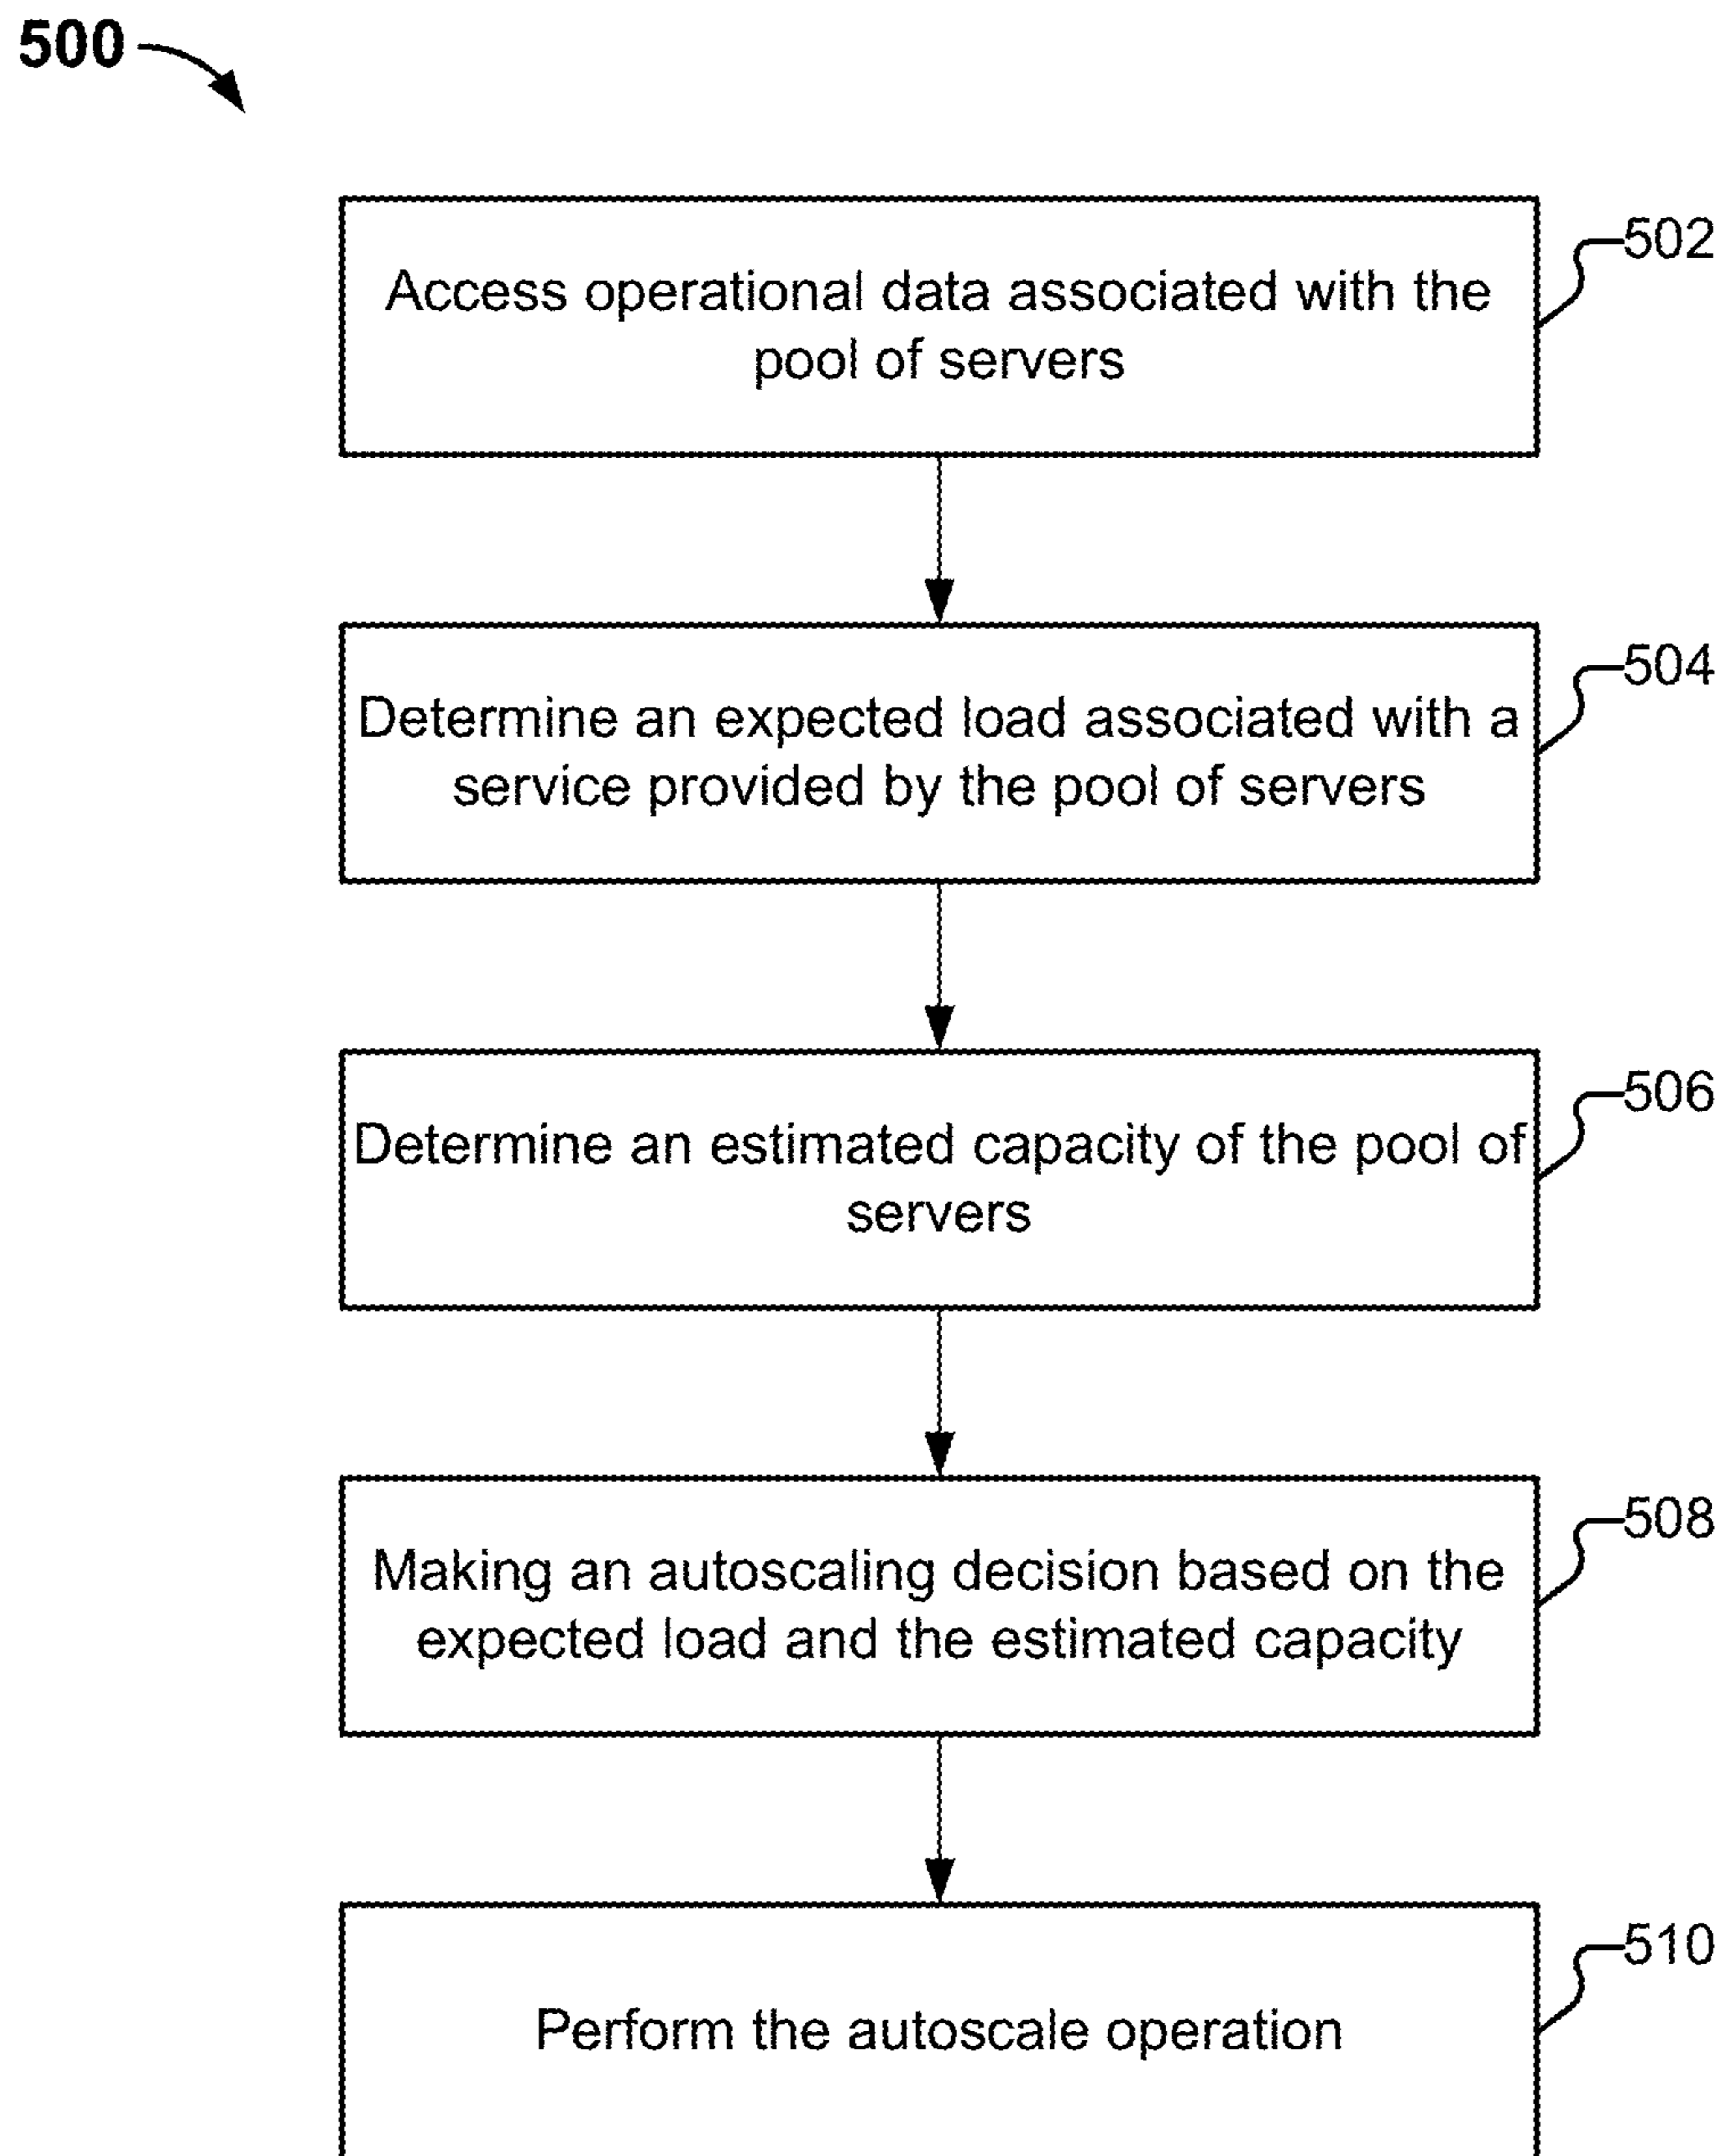 500
Access operational data associated with the
pool of servers
502
Determine an expected load associated with a
service provided by the pool of servers
504
Determine an estimated capacity of the pool of
servers
506
Making an autoscaling decision based on the
expected load and the estimated capacity
508
Perform the autoscale operation
510